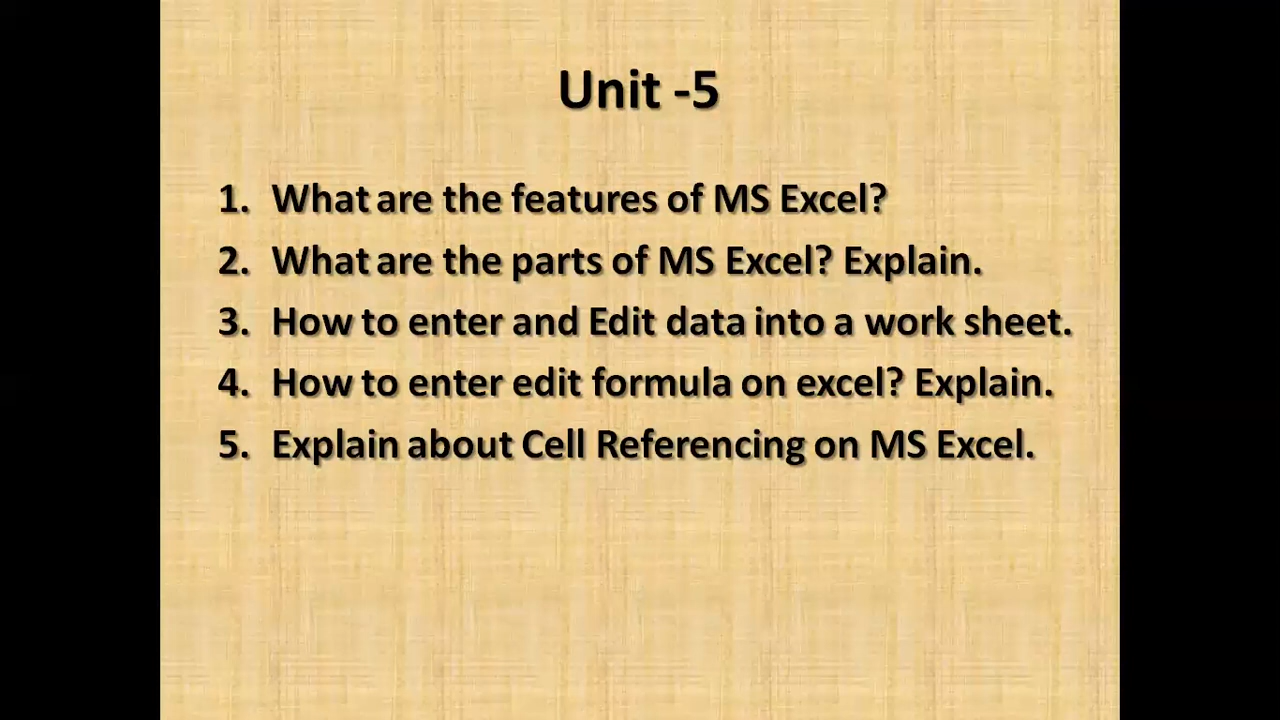 Unit -5
1. What are the features of MS Excel?
2. What are the parts of MS Excel? Explain.
3. How to enter and Edit data into a work sheet.
4. How to enter edit formula on excel? Explain.
5. Explain about Cell Referencing on MS Excel.